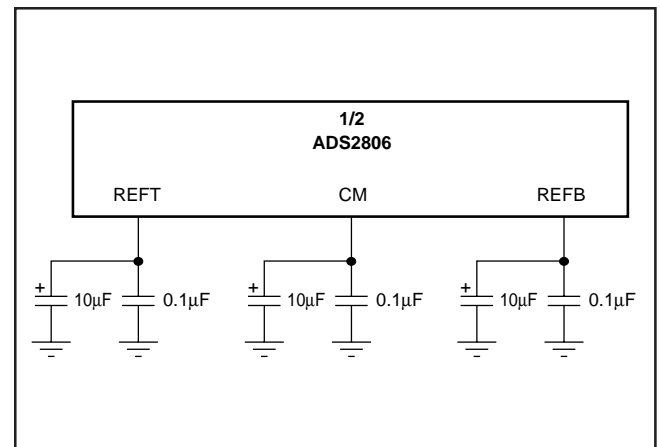 1/2
ADS2806
REFT CM REFB
+ 10µF 0.1µF + 10µF 0.1µF + 10µF 0.1µF